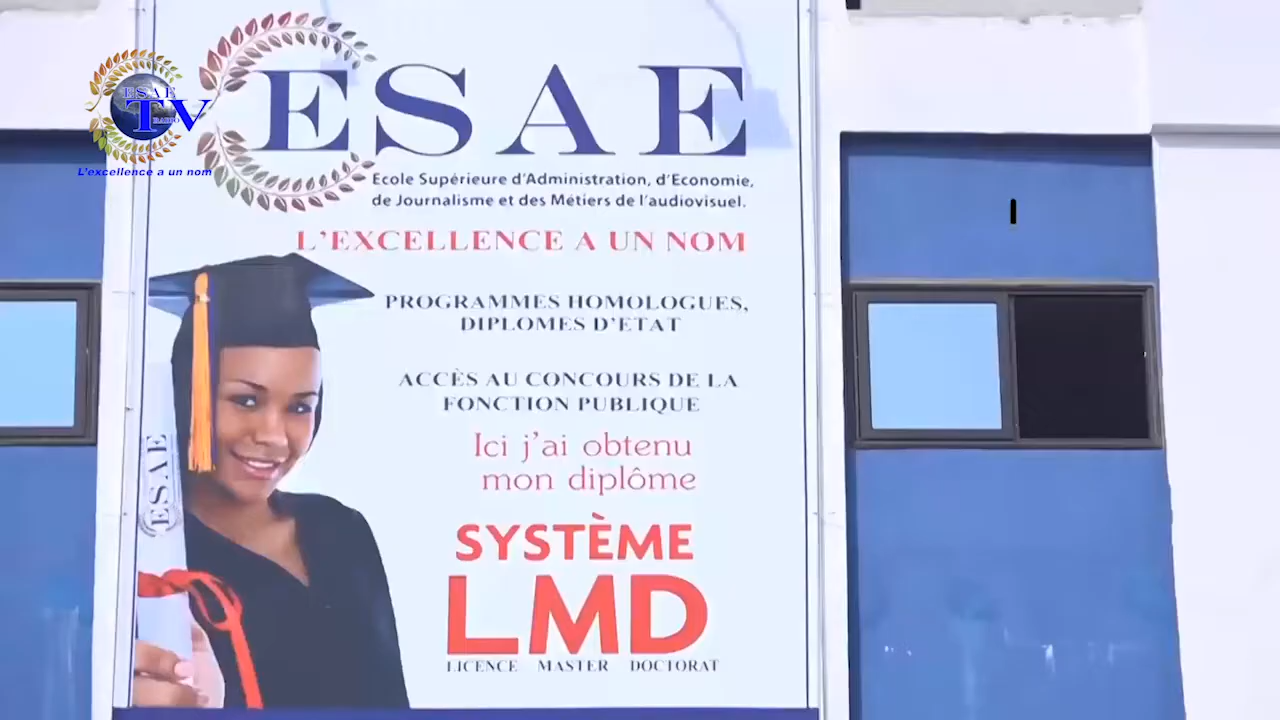 ESAE
TV
RADIO
L'excellence a un nom
ESAE
Ecole Supérieure d'Administration, d'Economie,
de Journalisme et des Métiers de l'audiovisuel.
L'EXCELLENCE A UN NOM
PROGRAMMES HOMOLOGUES,
DIPLOMES D'ETAT
ACCÈS AU CONCOURS DE LA
FONCTION PUBLIQUE
Ici j'ai obtenu
mon diplôme
ESAE
SYSTÈME
LMD
LICENCE MASTER DOCTORAT